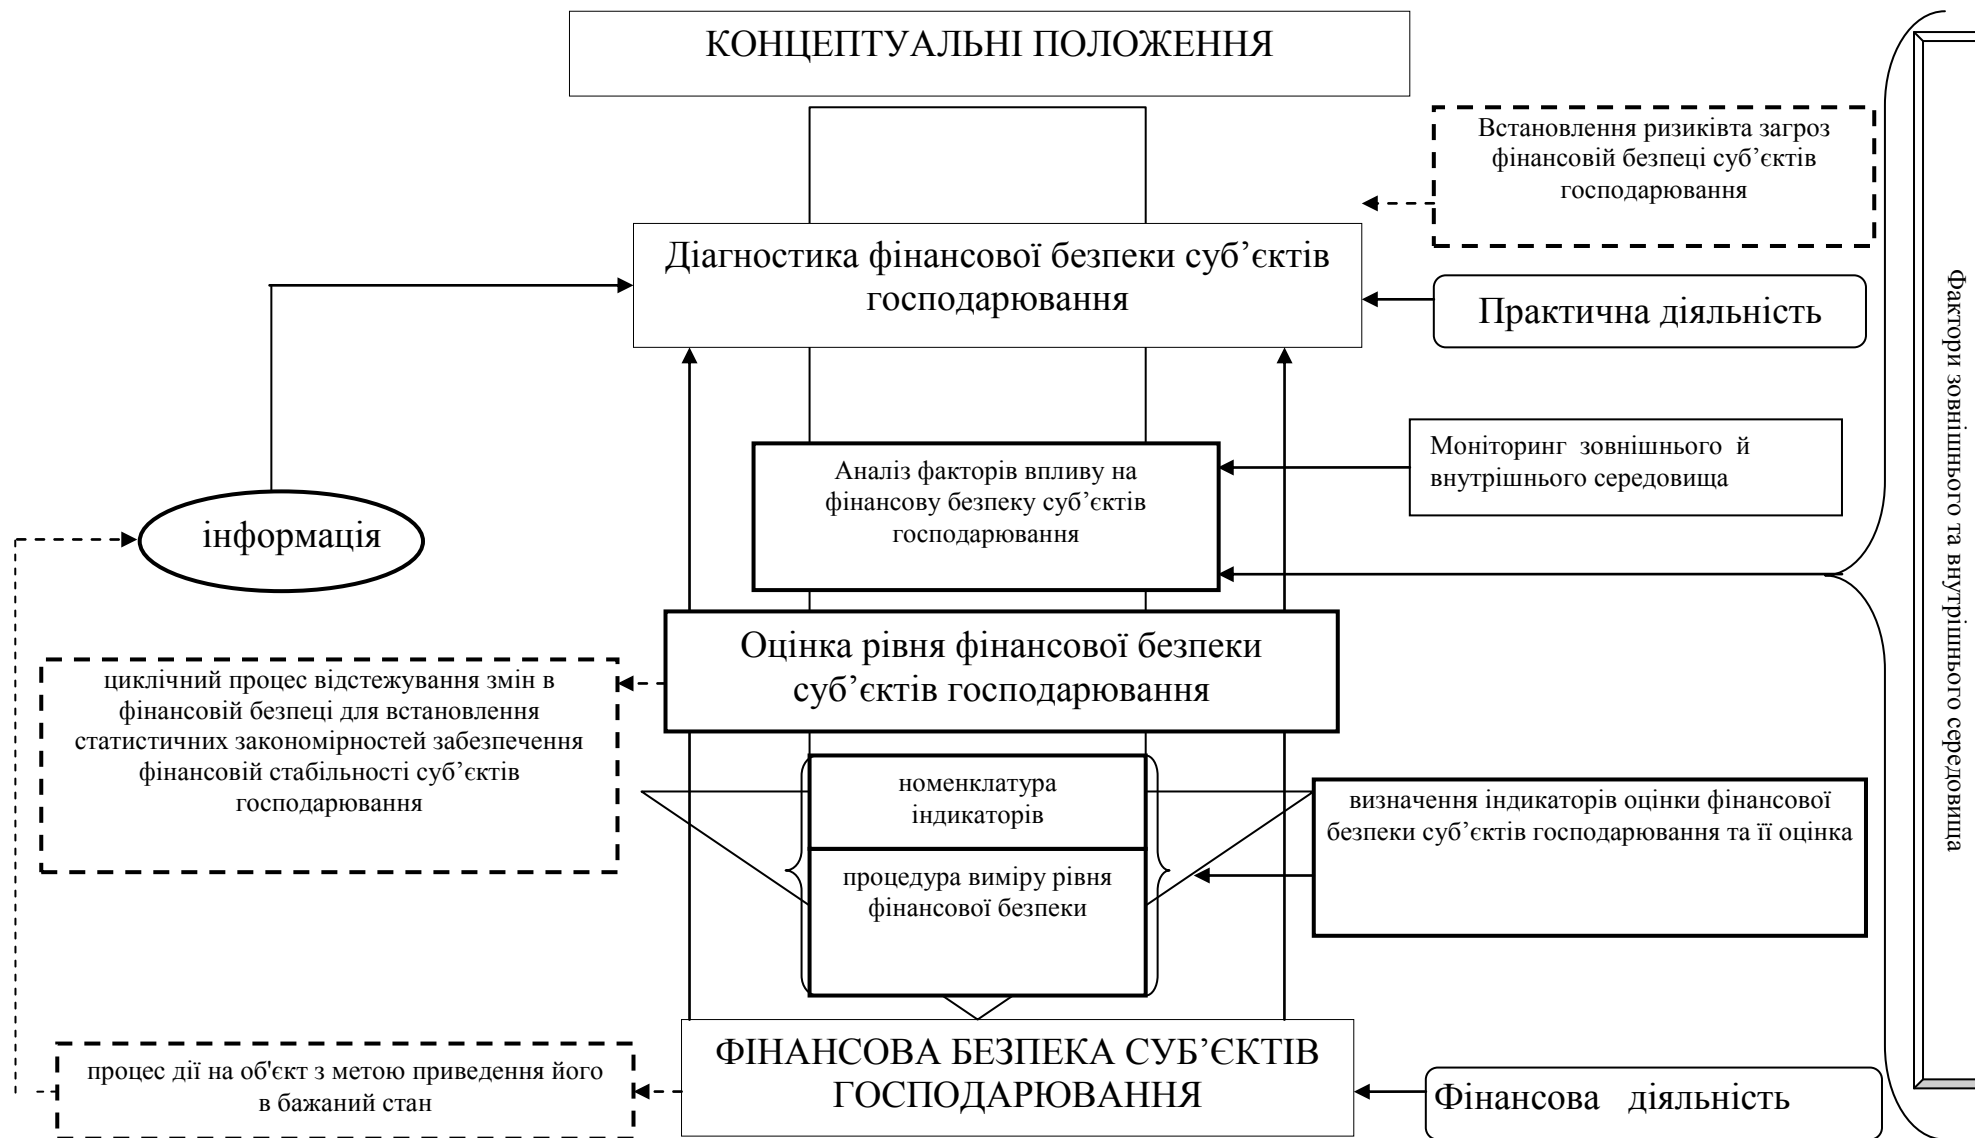 КОНЦЕПТУАЛЬНІ ПОЛОЖЕННЯ
Встановлення ризиківта загроз
фінансовій безпеці суб’єктів
господарювання
Діагностика фінансової безпеки суб’єктів
господарювання
Практична діяльність
Фактори зовнішнього та внутрішнього середовища
Моніторинг зовнішнього й
внутрішнього середовища
Аналіз факторів впливу на
фінансову безпеку суб’єктів
господарювання
інформація
Оцінка рівня фінансової безпеки
суб’єктів господарювання
циклічний процес відстежування змін в
фінансовій безпеці для встановлення
статистичних закономірностей забезпечення
фінансовій стабільності суб’єктів
господарювання
номенклатура
індикаторів
визначення індикаторів оцінки фінансової
безпеки суб’єктів господарювання та її оцінка
процедура виміру рівня
фінансової безпеки
ФІНАНСОВА БЕЗПЕКА СУБ’ЄКТІВ
ГОСПОДАРЮВАННЯ
процес дії на об'єкт з метою приведення його
в бажаний стан
Фінансова діяльність